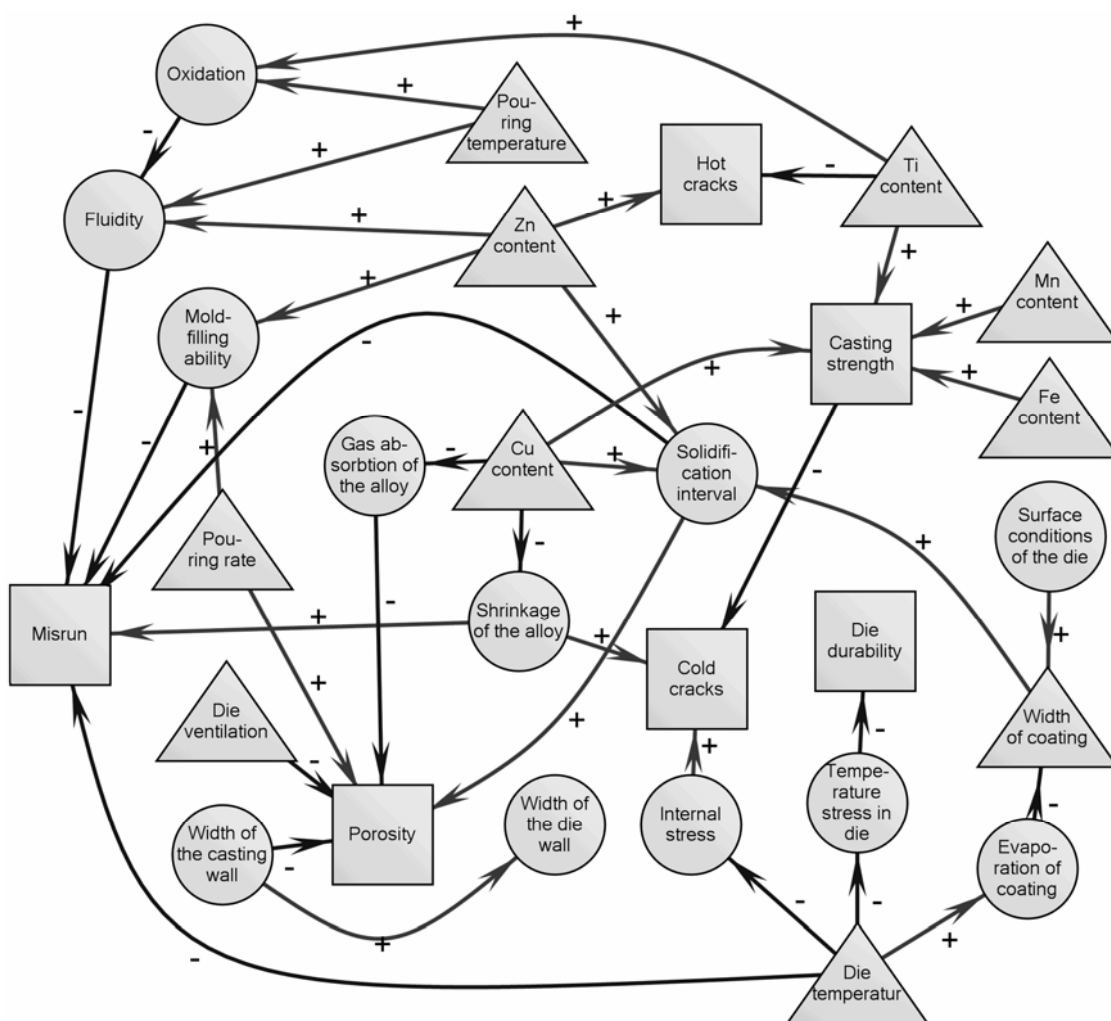 +
Oxidation
+
Pou-
ring
temperature
-
+
Hot
cracks
-
Ti
content
Fluidity
+
Zn
content
+
+
+
Mn
content
Mold-
filling
ability
+
-
+
Casting
strength
+
+
Fe
content
-
-
+
Gas ab-
sorbtion of
the alloy
-
Cu
content
+
Solidifi-
cation
interval
-
Surface
conditions
of the die
Pou-
ring rate
-
+
Misrun
+
-
Shrinkage
of the alloy
+
Cold
cracks
Die
durability
+
Width
of coating
+
Die
ventilation
-
+
+
-
Tempe-
rature
stress in
die
-
Width of
the casting
wall
-
Porosity
Width of
the die
wall
Internal
stress
Evapo-
ration of
coating
+
-
-
-
+
Die
temperatur